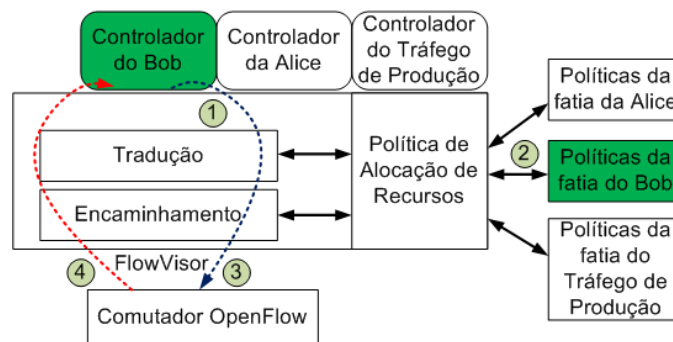 Controlador
do Bob
Controlador
da Alice
Controlador
do Tráfego
de Produção
1
Tradução
Encaminhamento
Política de
Alocação de
Recursos
2
Políticas da
fatia da Alice
Políticas da
fatia do Bob
Políticas da
fatia do
Tráfego de
Produção
FlowVisor
4
3
Comutador OpenFlow